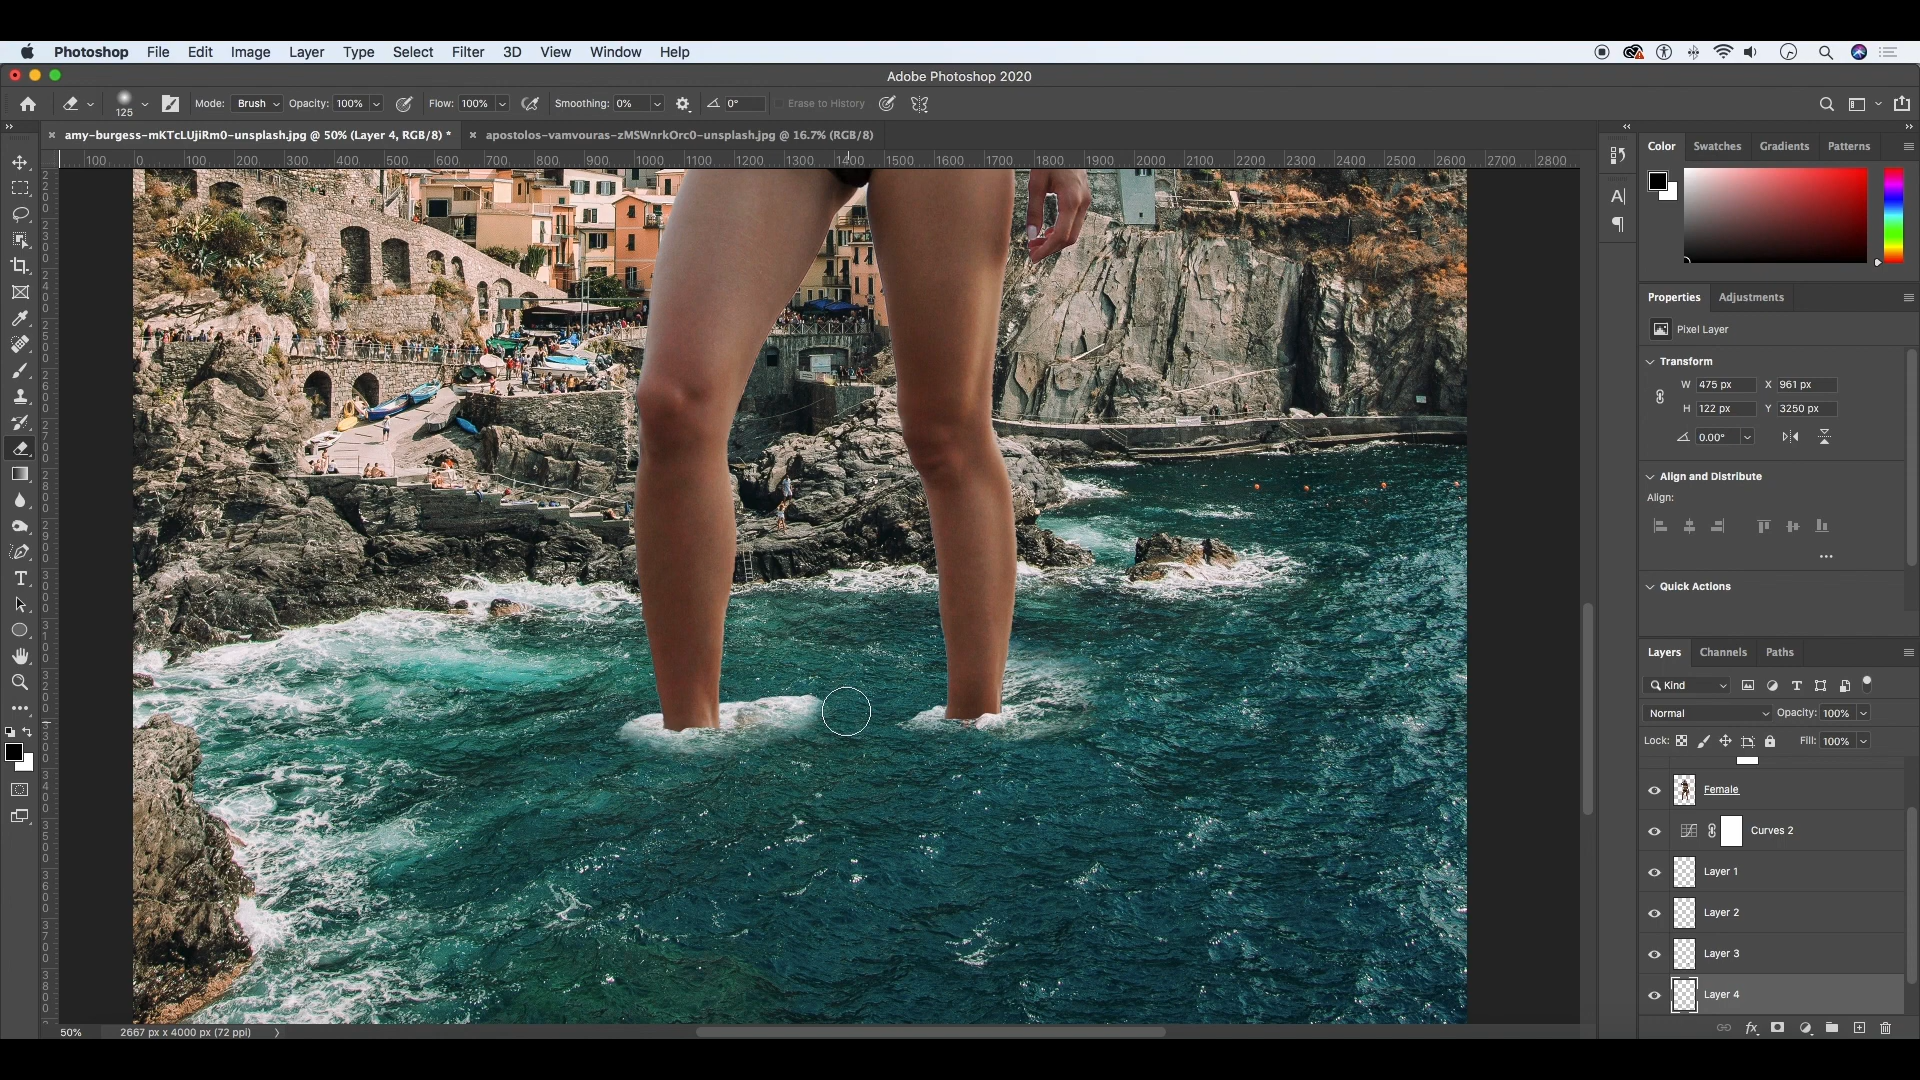 Photoshop File Edit Image Layer Type Select Filter 3D View Window Help
Adobe Photoshop 2020
125 Mode: Brush Opacity: 100% Flow: 100% Smoothing: 0% 0° Erase to History
amy-burgess-mKTcLUjiRm0-unsplash.jpg @ 50% (Layer 4, RGB/8) * apostolos-vamvouras-zMSWnrkOrc0-unsplash.jpg @ 16.7% (RGB/8)
100 0 100 200 300 400 500 600 700 800 900 1000 1100 1200 1300 1400 1500 1600 1700 1800 1900 2000 2100 2200 2300 2400 2500 2600 2700 2800
Color Swatches Gradients Patterns
Properties Adjustments
Pixel Layer
Transform
W 475 px X 961 px
H 122 px Y 3250 px
0.00°
Align and Distribute
Align:
Quick Actions
Layers Channels Paths
Kind
Normal Opacity: 100%
Lock: Fill: 100%
Female
Curves 2
Layer 1
Layer 2
Layer 3
Layer 4
50% 2667 px x 4000 px (72 ppi)